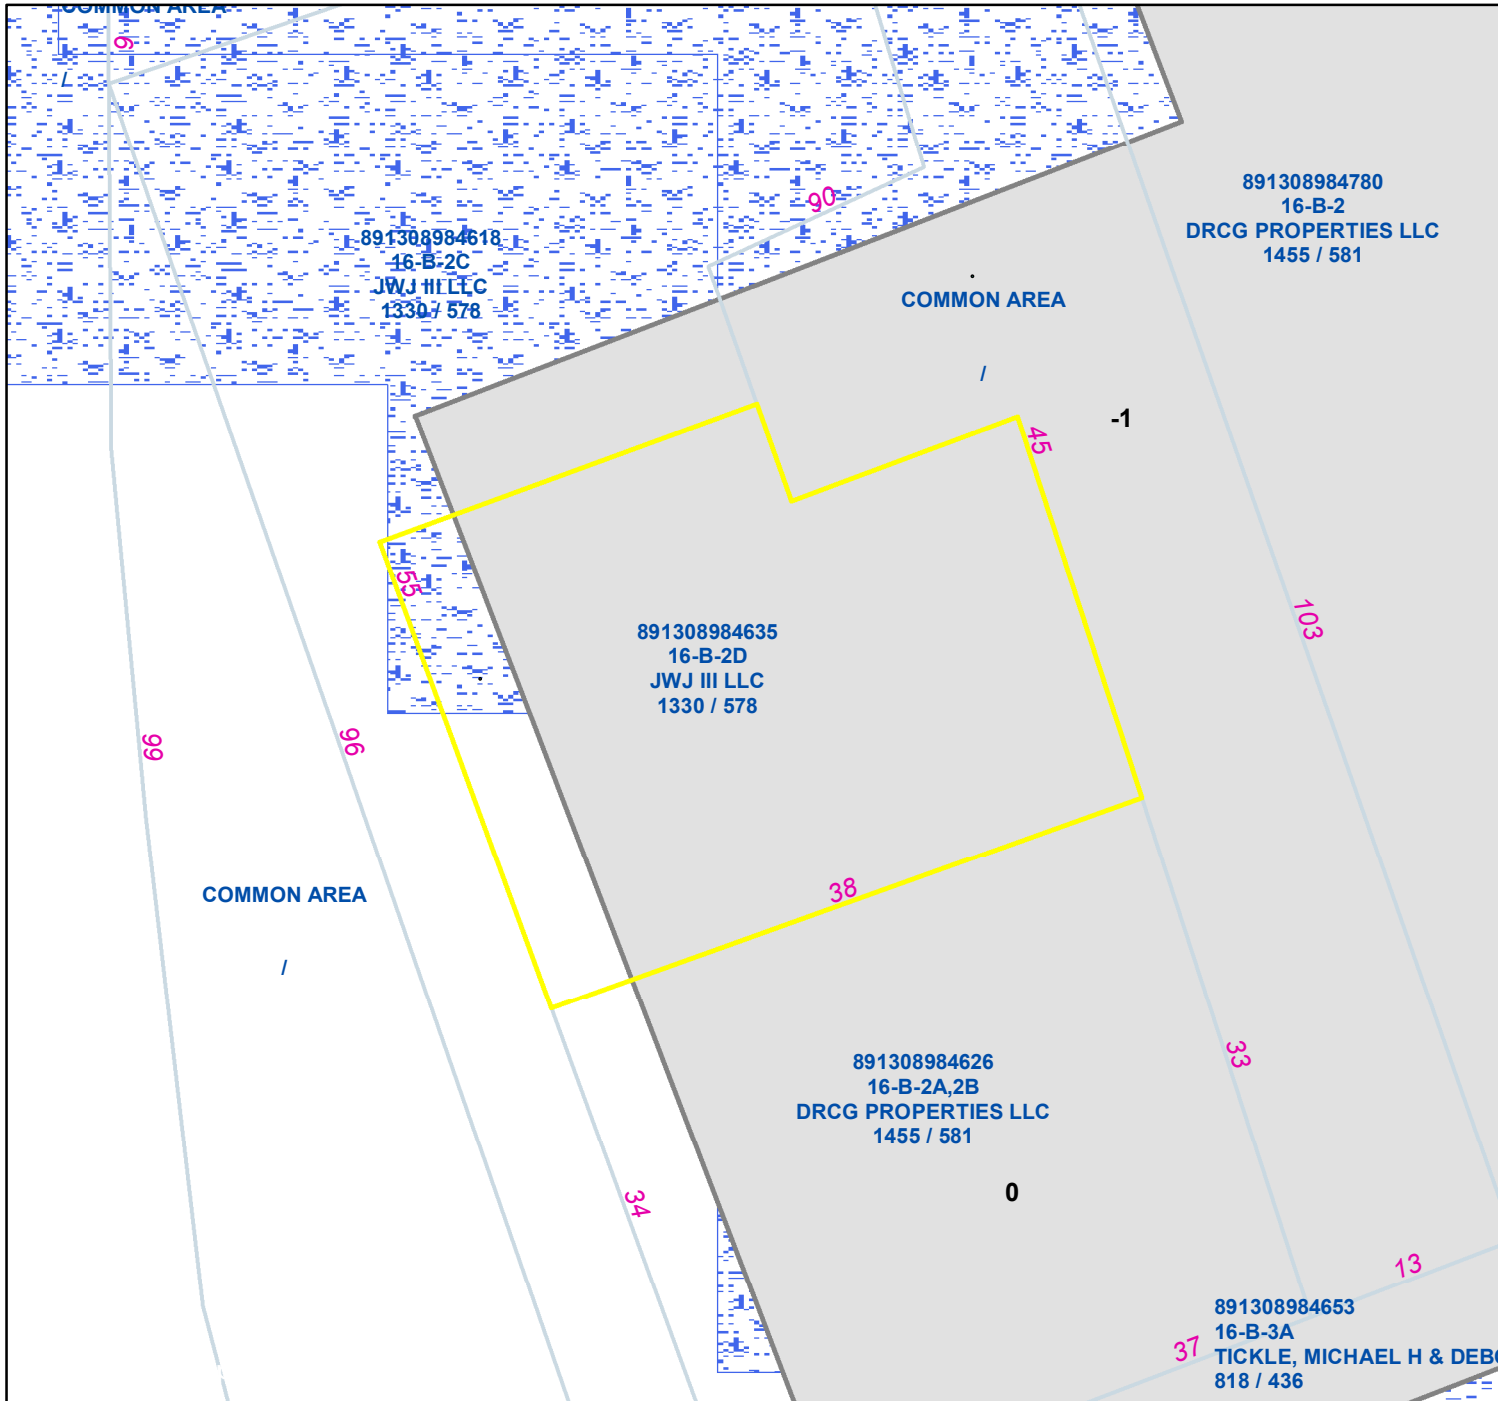 COMMON AREA
/
9
90
891308984618
16-B-2C
JWJ III LLC
1330 / 578
891308984780
16-B-2
DRCG PROPERTIES LLC
1455 / 581
COMMON AREA
/
-1
45
55
891308984635
16-B-2D
JWJ III LLC
1330 / 578
103
99
96
38
COMMON AREA
/
33
891308984626
16-B-2A,2B
DRCG PROPERTIES LLC
1455 / 581
0
34
13
37
891308984653
16-B-3A
TICKLE, MICHAEL H &
818 / 436